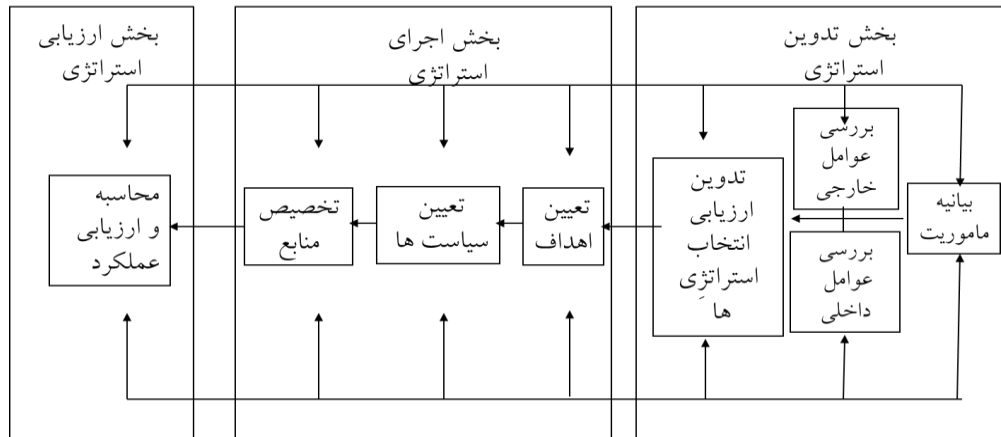 بخش تدوین
استراتژی
بررسی
عوامل
خارجی
بیانیه
ماموریت
بررسی
عوامل
داخلی
تدوین
ارزیابی
انتخاب
استراتژِی
ها
بخش اجرای
استراتژی
تعیین
اهداف
تعیین
سیاست ها
تخصیص
منابع
بخش ارزیابی
استراتژی
محاسبه
و ارزیابی
عملکرد